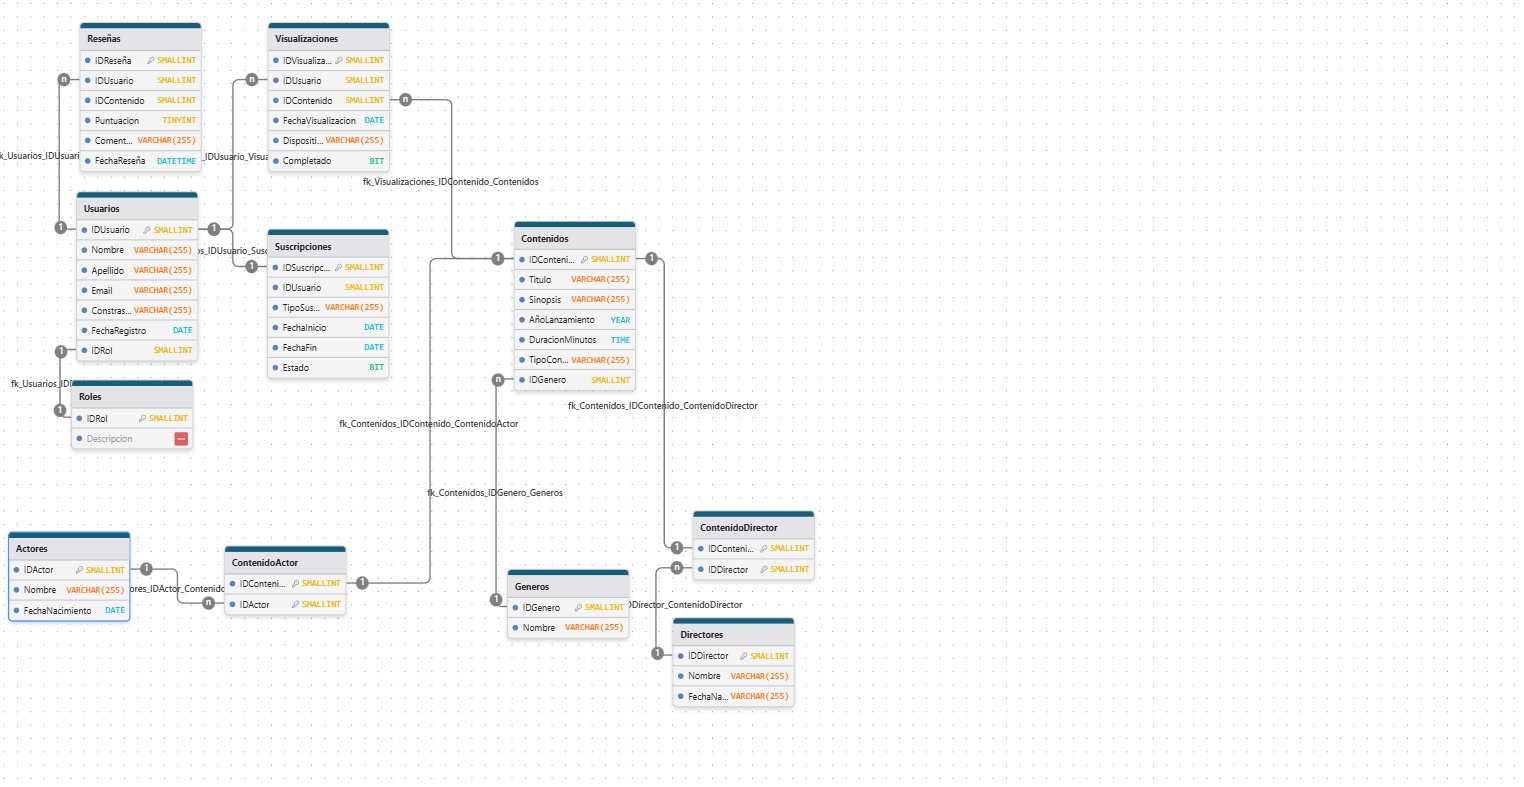 Reseñas
IDReseña SMALLINT
IDUsuario SMALLINT
IDContenido SMALLINT
Puntuacion TINYINT
Coment... VARCHAR(255)
FechaReseña DATETIME
Visualizaciones
IDVisualiza... SMALLINT
IDUsuario SMALLINT
IDContenido SMALLINT
FechaVisualizacion DATE
Dispositi... VARCHAR(255)
Completado BIT
n
n
n
k_Usuarios_IDUsuari
_IDUsuario_Visua
fk_Visualizaciones_IDContenido_Contenidos
Usuarios
IDUsuario SMALLINT
Nombre VARCHAR(255)
Apellido VARCHAR(255)
Email VARCHAR(255)
Constras... VARCHAR(255)
FechaRegistro DATE
IDRol SMALLINT
1
1
os_IDUsuario_Susc
1
Suscripciones
IDSuscripc... SMALLINT
IDUsuario SMALLINT
TipoSus... VARCHAR(255)
FechaInicio DATE
FechaFin DATE
Estado BIT
Contenidos
IDConteni... SMALLINT
Titulo VARCHAR(255)
Sinopsis VARCHAR(255)
AñoLanzamiento YEAR
DuracionMinutos TIME
TipoCon... VARCHAR(255)
IDGenero SMALLINT
1
1
n
1
fk_Usuarios_IDR
1
Roles
IDRol SMALLINT
Descripcion
fk_Contenidos_IDContenido_ContenidoDirector
fk_Contenidos_IDContenido_ContenidoActor
fk_Contenidos_IDGenero_Generos
Actores
IDActor SMALLINT
Nombre VARCHAR(255)
FechaNacimiento DATE
1
ores_IDActor_Contenido
n
ContenidoActor
IDConteni... SMALLINT
IDActor SMALLINT
1
1
Generos
IDGenero SMALLINT
Nombre VARCHAR(255)
ContenidoDirector
IDConteni... SMALLINT
IDDirector SMALLINT
1
n
Director_ContenidoDirector
1
Directores
IDDirector SMALLINT
Nombre VARCHAR(255)
FechaNa... VARCHAR(255)